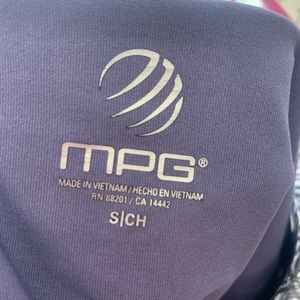 MPG®
MADE IN VIETNAM / HECHO EN VIETNAM
RN 88201 / CA 14442
S|CH